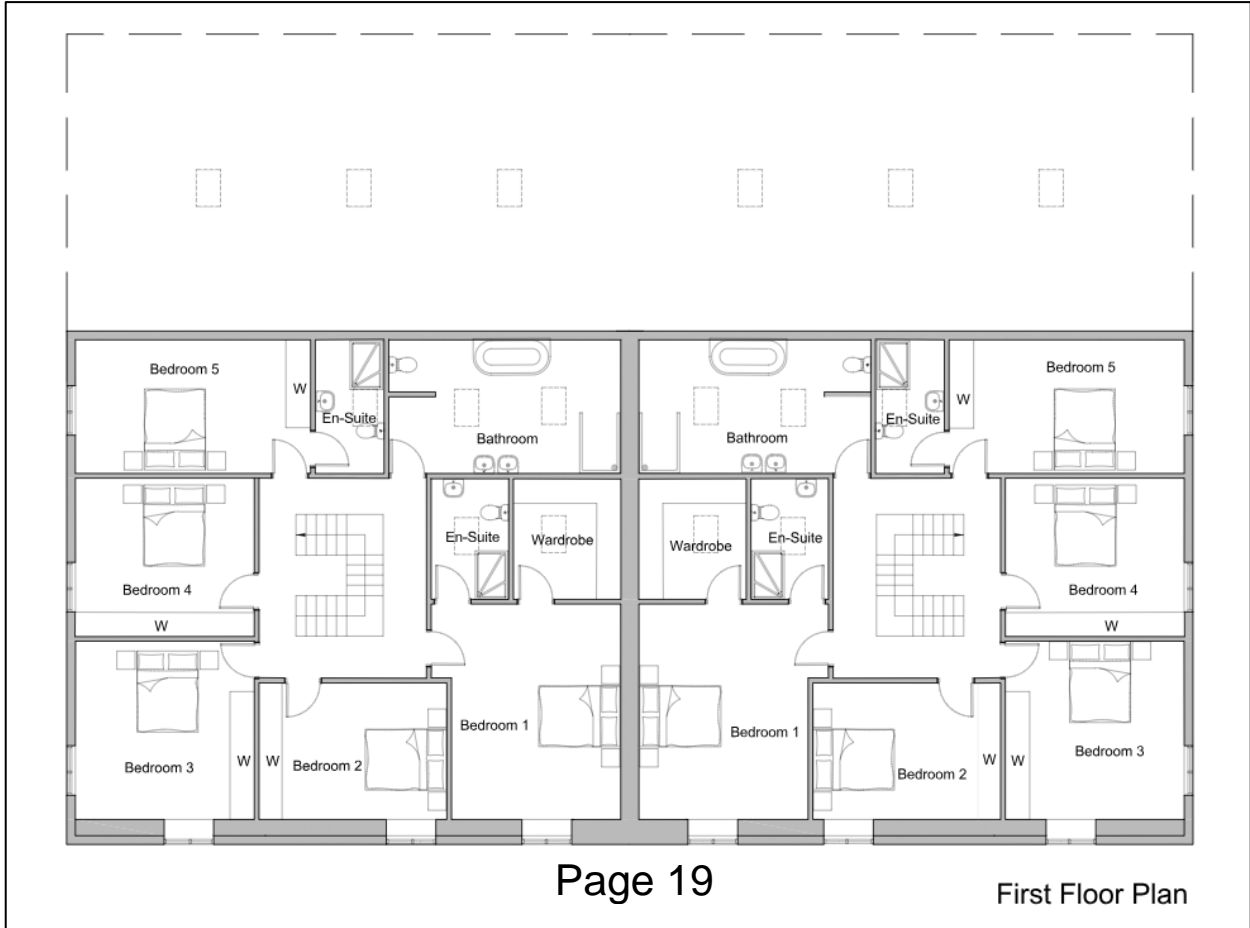 Bedroom 5
W
En-Suite
Bathroom
Bathroom
En-Suite
W
Bedroom 5
Bedroom 4
W
En-Suite
Wardrobe
Wardrobe
En-Suite
Bedroom 4
W
Bedroom 3
W
W
Bedroom 2
Bedroom 1
Bedroom 1
Bedroom 2
W
W
Bedroom 3
Page 19
First Floor Plan